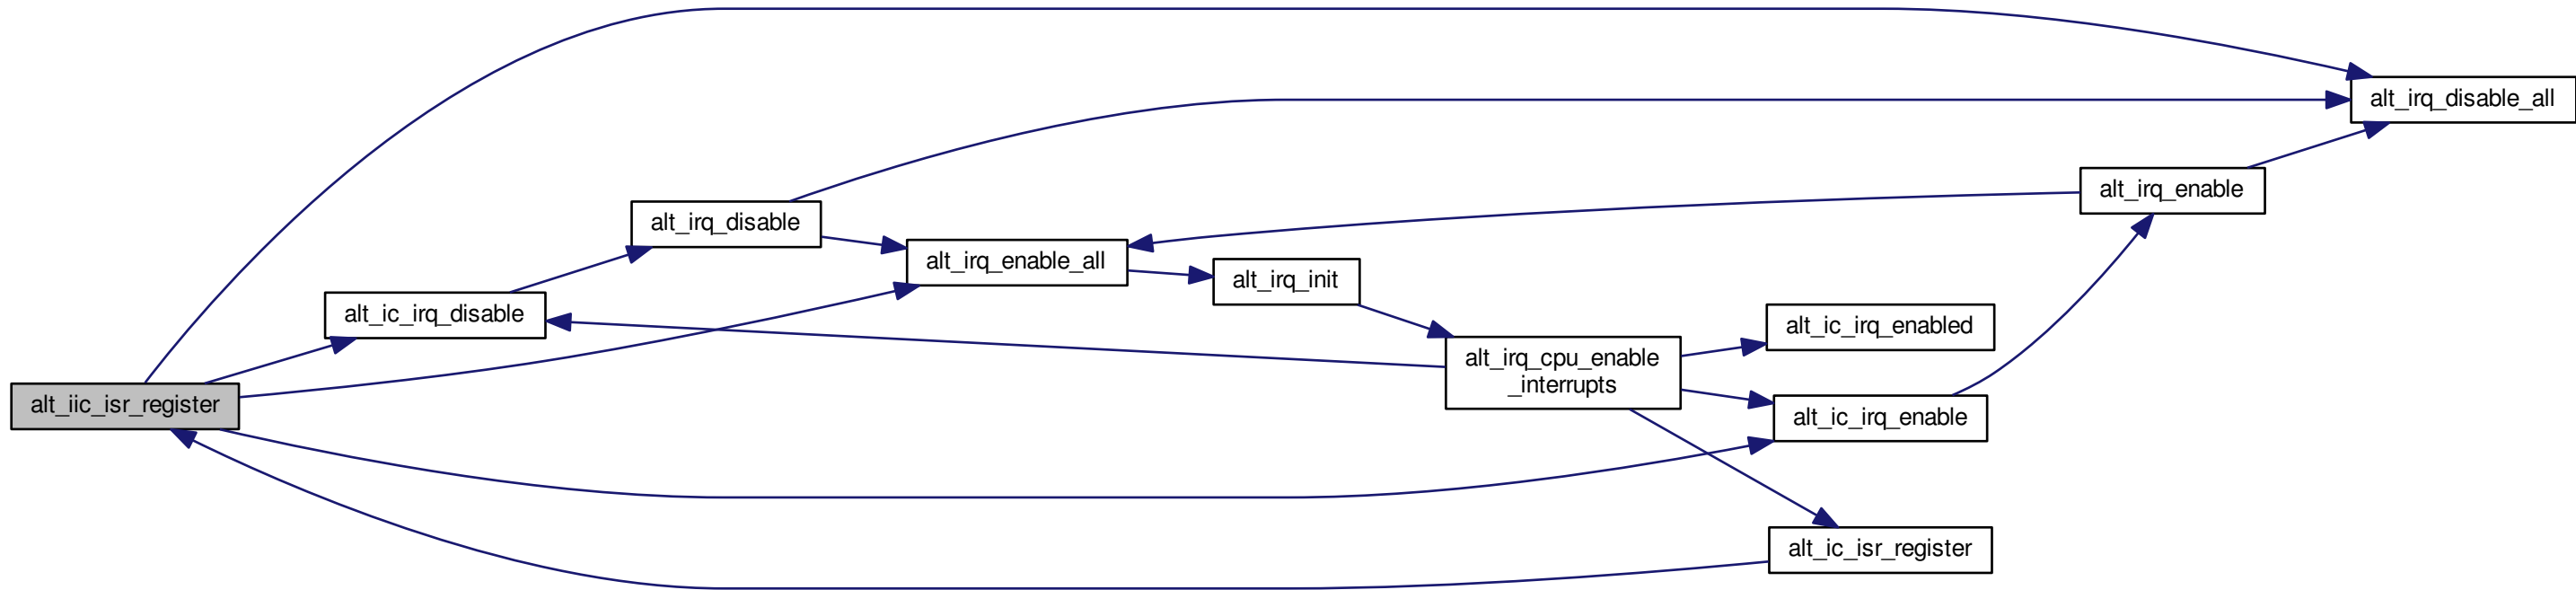 alt_irq_disable_all
alt_irq_enable
alt_irq_disable
alt_irq_enable_all
alt_irq_init
alt_ic_irq_disable
alt_ic_irq_enabled
alt_irq_cpu_enable
_interrupts
alt_iic_isr_register
alt_ic_irq_enable
alt_ic_isr_register